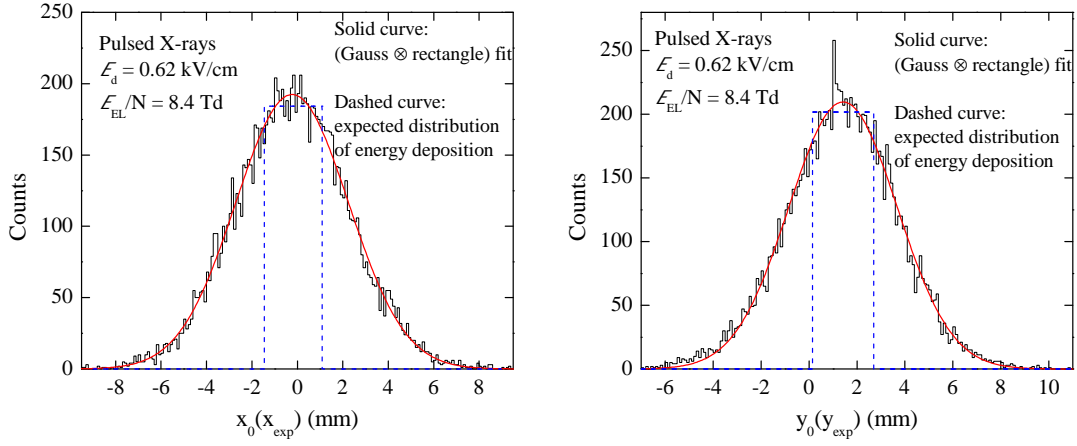 Pulsed X-rays
E_d = 0.62 kV/cm
E_EL/N = 8.4 Td
Solid curve:
(Gauss ⊗ rectangle) fit
Dashed curve:
expected distribution
of energy deposition
250
200
150
100
50
0
Counts
-8 -6 -4 -2 0 2 4 6 8
x_0(x_exp) (mm)
Pulsed X-rays
E_d = 0.62 kV/cm
E_EL/N = 8.4 Td
Solid curve:
(Gauss ⊗ rectangle) fit
Dashed curve:
expected distribution
of energy deposition
250
200
150
100
50
0
Counts
-6 -4 -2 0 2 4 6 8 10
y_0(y_exp) (mm)